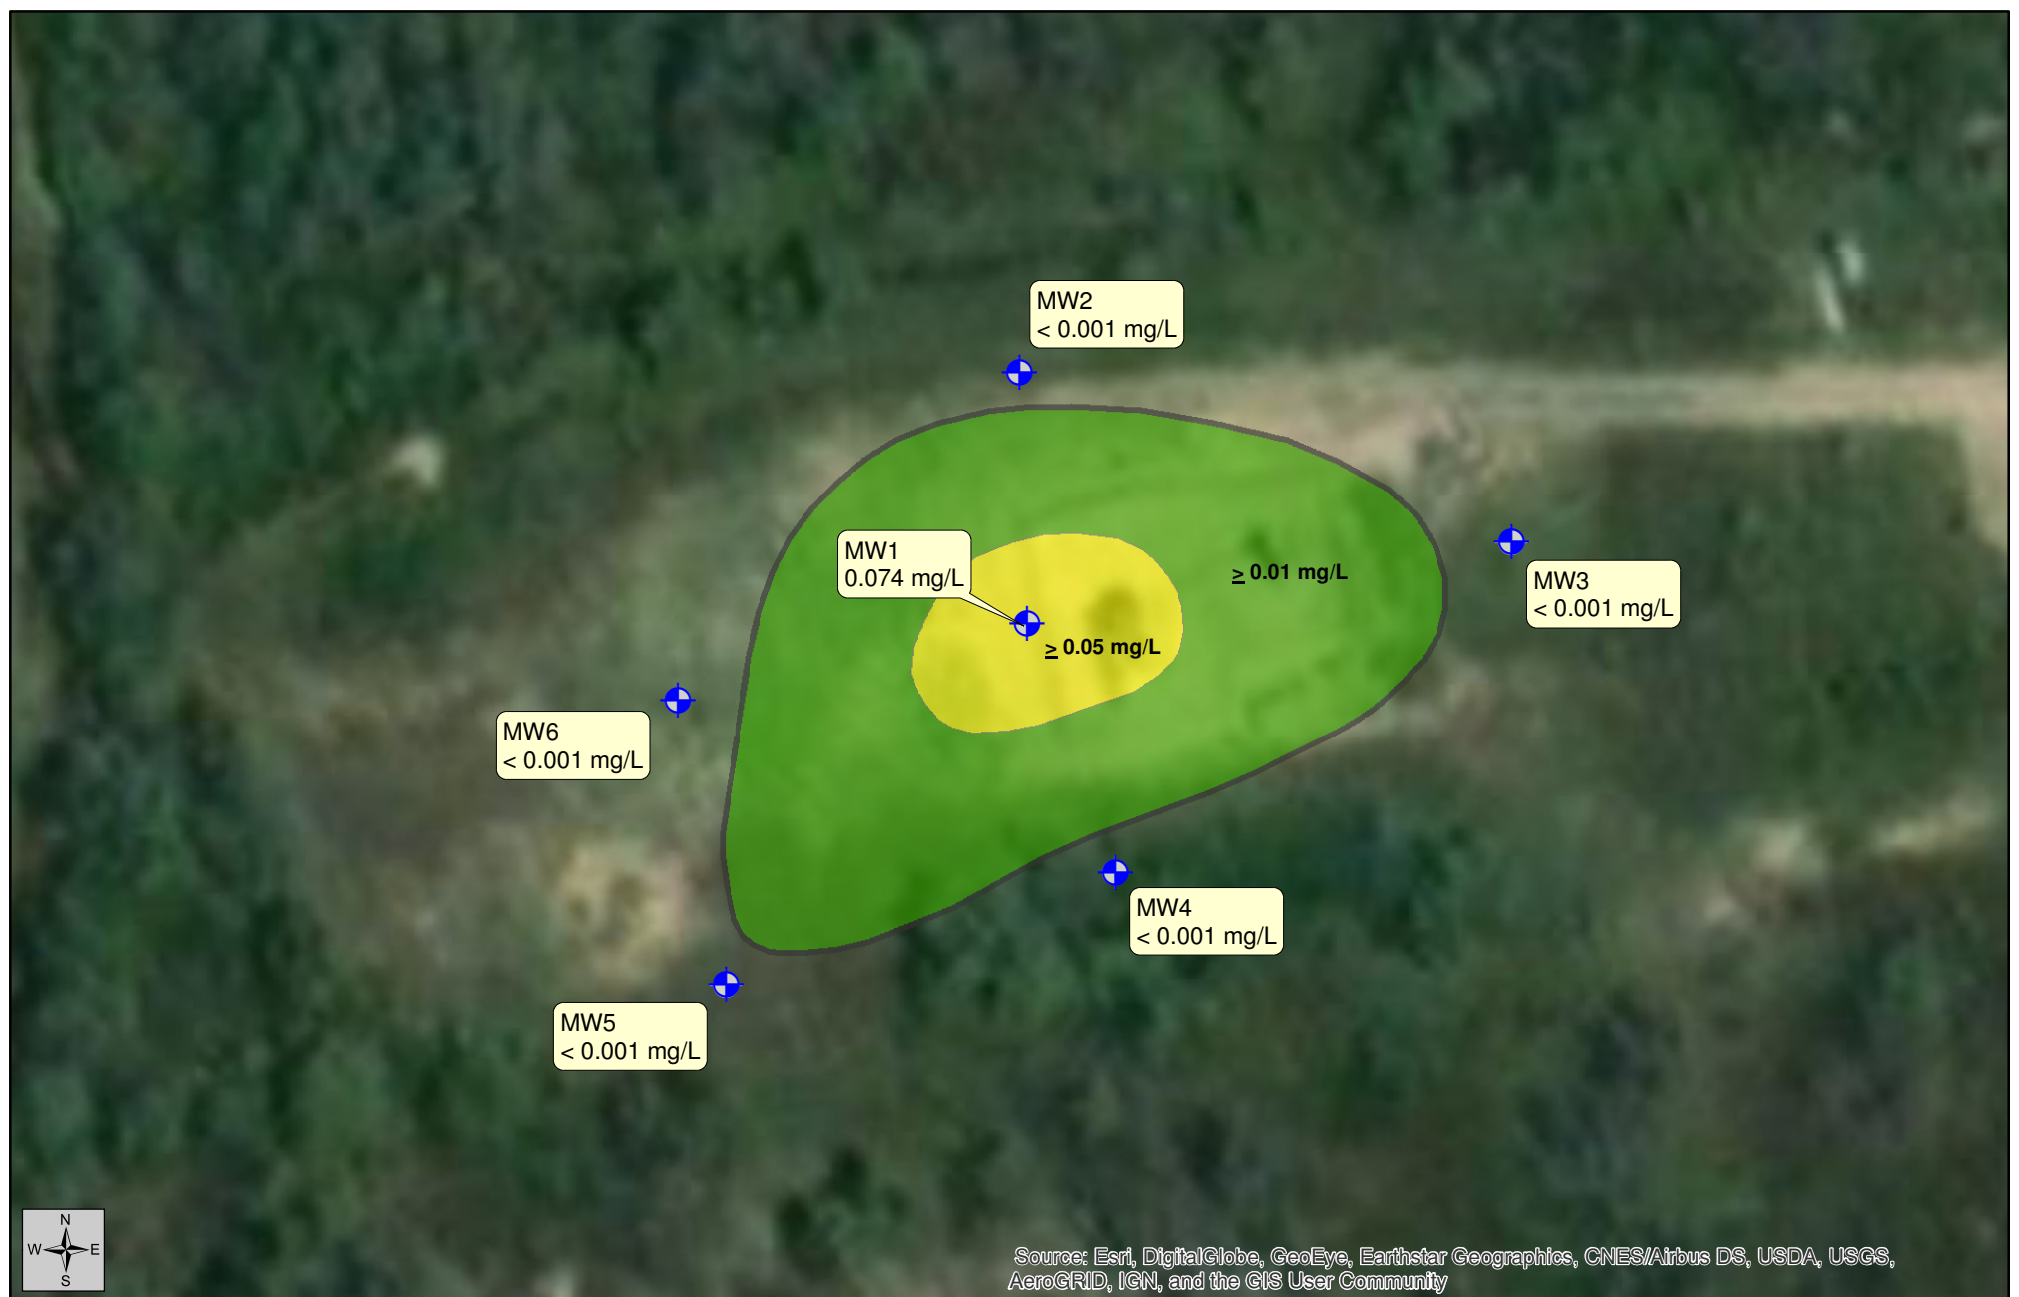 MW2
< 0.001 mg/L
MW1
0.074 mg/L
≥ 0.01 mg/L
MW3
< 0.001 mg/L
≥ 0.05 mg/L
MW6
< 0.001 mg/L
MW4
< 0.001 mg/L
MW5
< 0.001 mg/L
N
W E
S
Source: Esri, DigitalGlobe, GeoEye, Earthstar Geographics, CNES/Airbus DS, USDA, USGS,
AeroGRID, IGN, and the GIS User Community